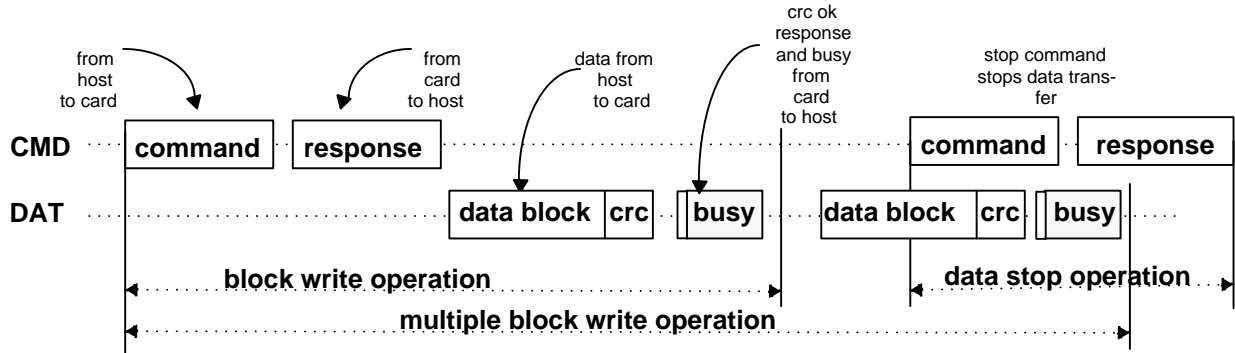 from
host
to card
from
card
to host
data from
host
to card
crc ok
response
and busy
from
card
to host
stop command
stops data trans-
fer
CMD command response command response
DAT data block crc busy data block crc busy
block write operation data stop operation
multiple block write operation